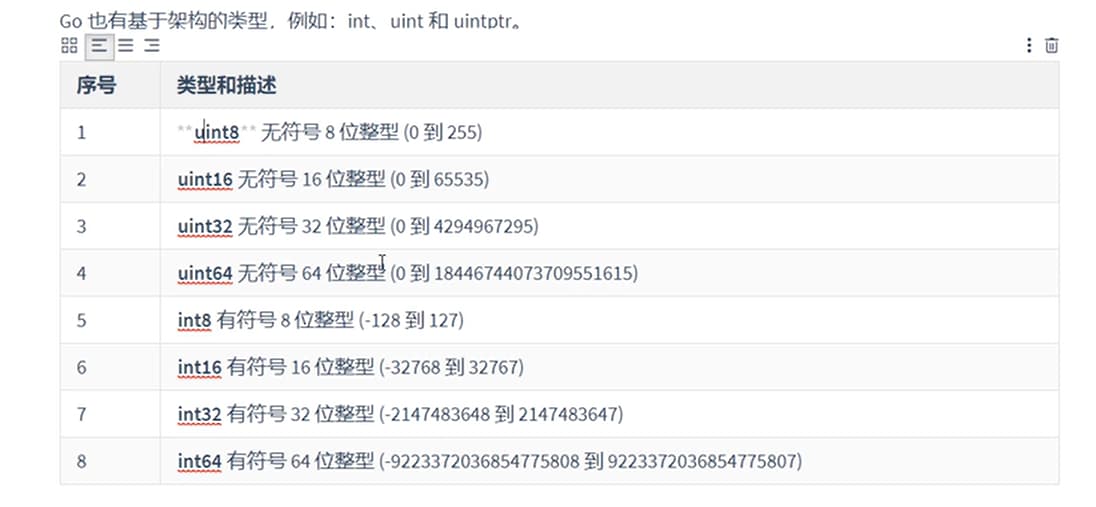 Go 也有基于架构的类型，例如：int、uint 和 uintptr。
序号 类型和描述
1 **uint8** 无符号 8 位整型 (0 到 255)
2 uint16 无符号 16 位整型 (0 到 65535)
3 uint32 无符号 32 位整型 (0 到 4294967295)
4 uint64 无符号 64 位整型 (0 到 18446744073709551615)
5 int8 有符号 8 位整型 (-128 到 127)
6 int16 有符号 16 位整型 (-32768 到 32767)
7 int32 有符号 32 位整型 (-2147483648 到 2147483647)
8 int64 有符号 64 位整型 (-9223372036854775808 到 9223372036854775807)